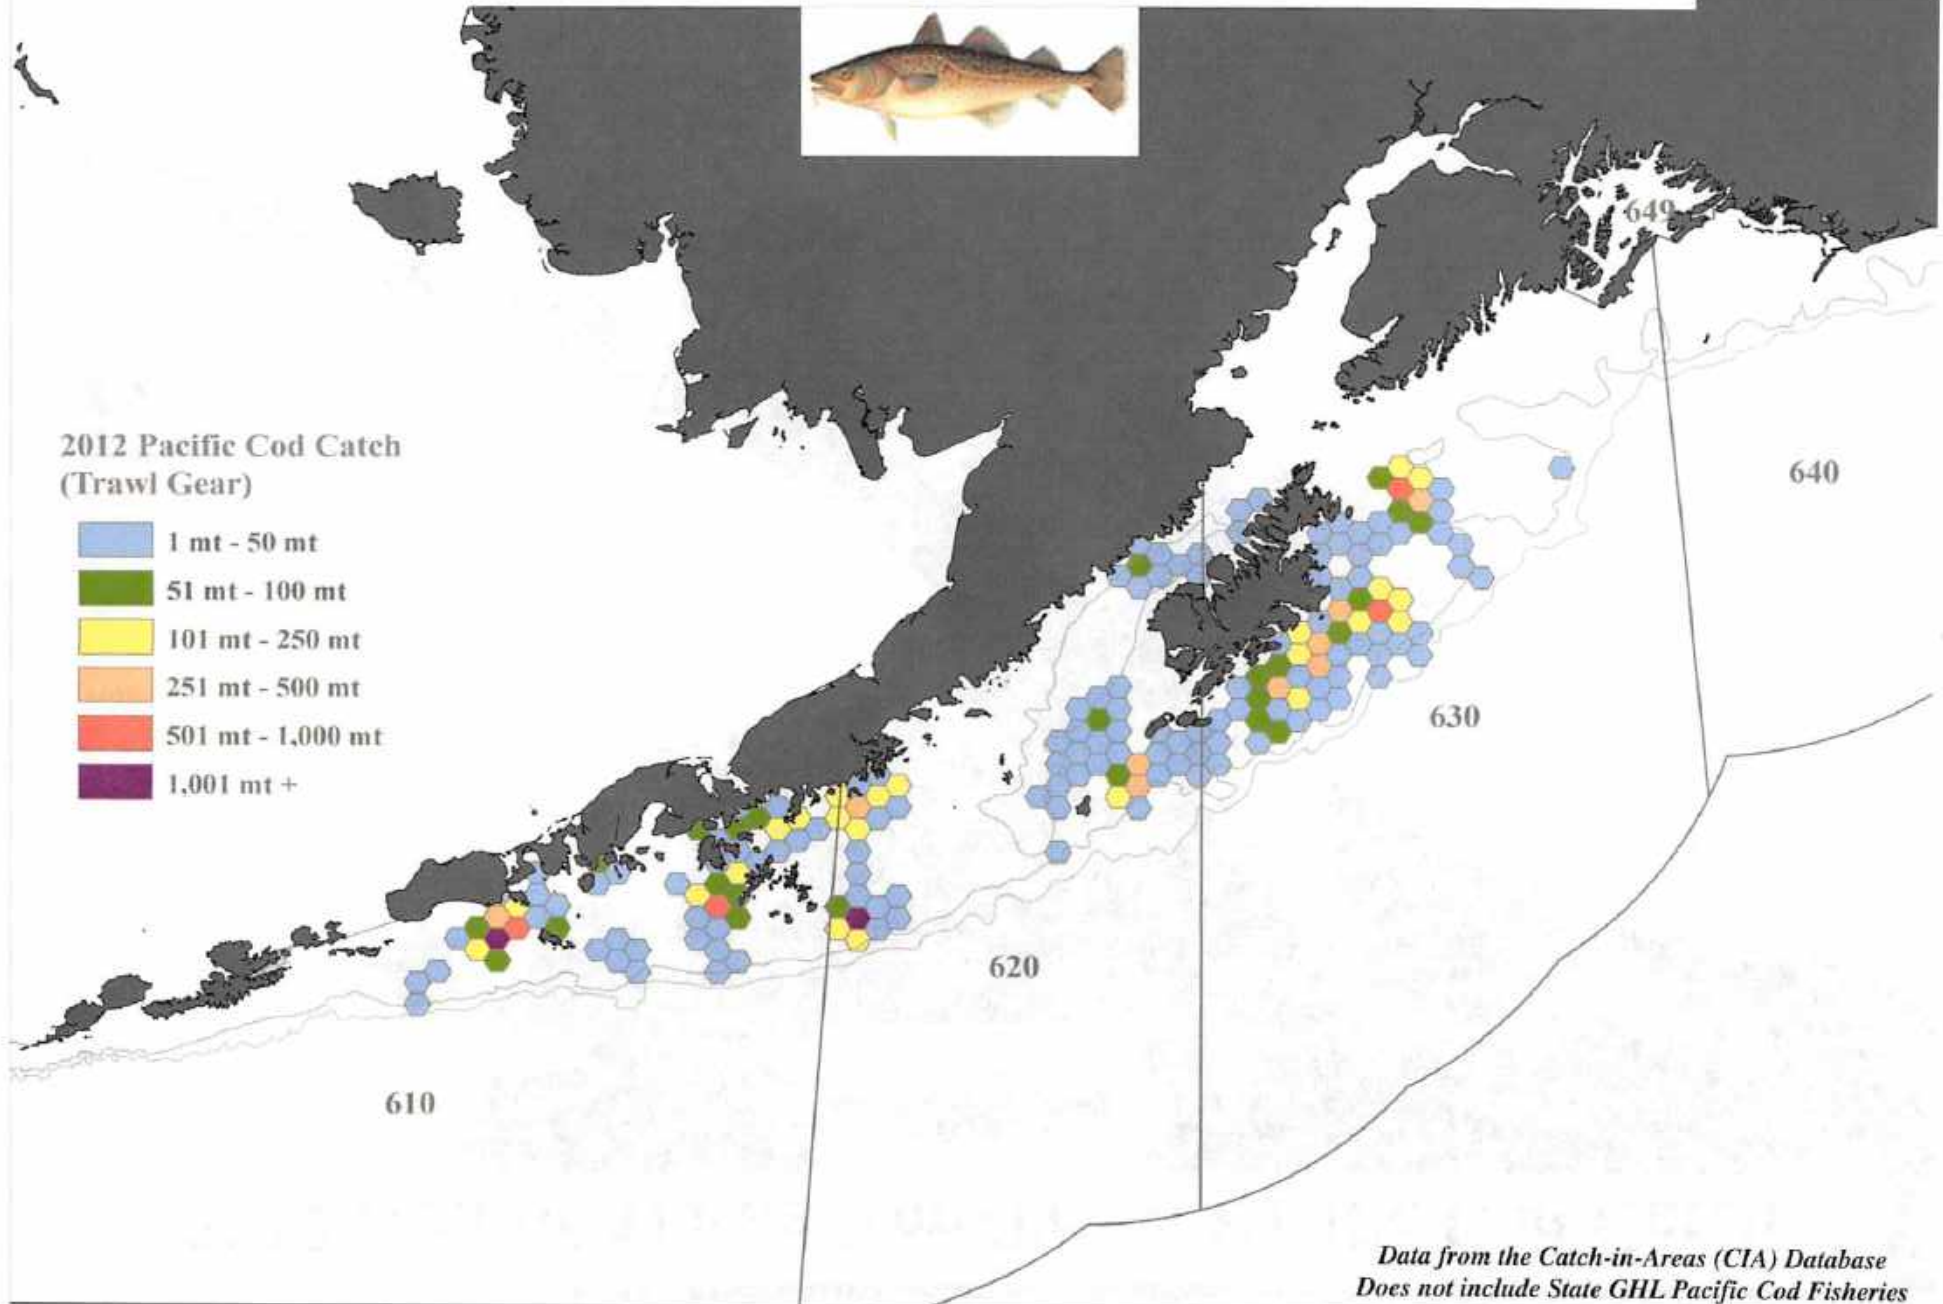 649
640
2012 Pacific Cod Catch
(Trawl Gear)
1 mt - 50 mt
51 mt - 100 mt
101 mt - 250 mt
251 mt - 500 mt
501 mt - 1,000 mt
1,001 mt +
630
620
610
Data from the Catch-in-Areas (CIA) Database
Does not include State GHL Pacific Cod Fisheries